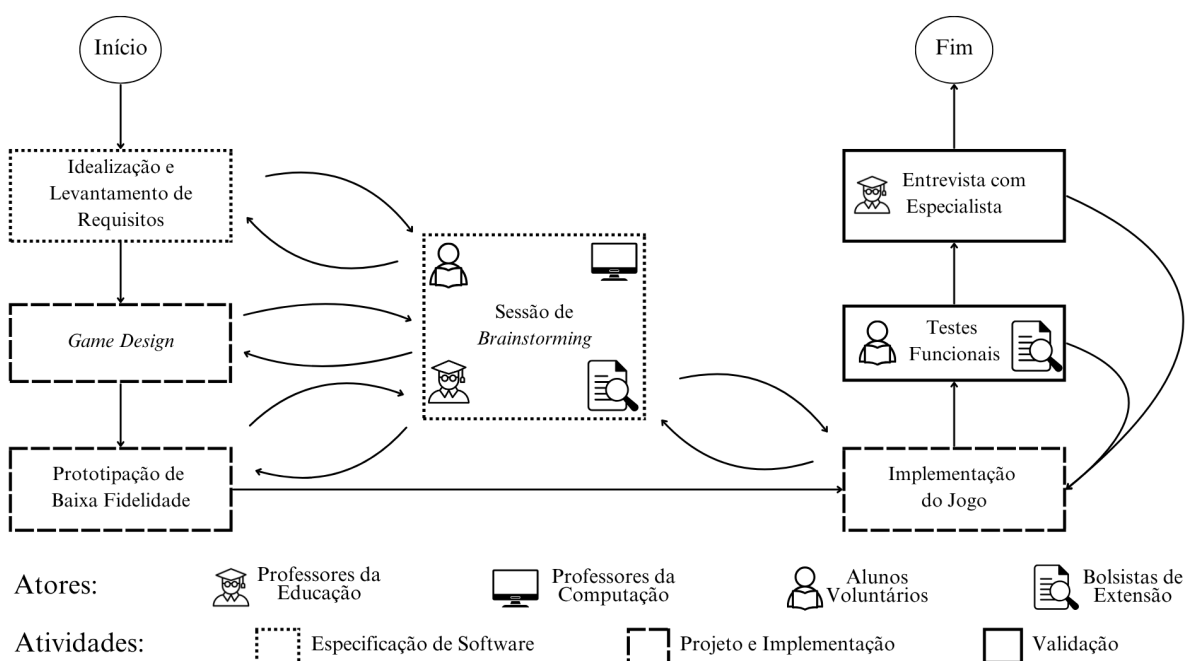 Início
Fim
Idealização e
Levantamento de
Requisitos
Entrevista com
Especialista
Sessão de
Brainstorming
Game Design
Testes
Funcionais
Prototipação de
Baixa Fidelidade
Implementação
do Jogo
Atores:
Professores da
Educação
Professores da
Computação
Alunos
Voluntários
Bolsistas de
Extensão
Atividades:
Especificação de Software
Projeto e Implementação
Validação